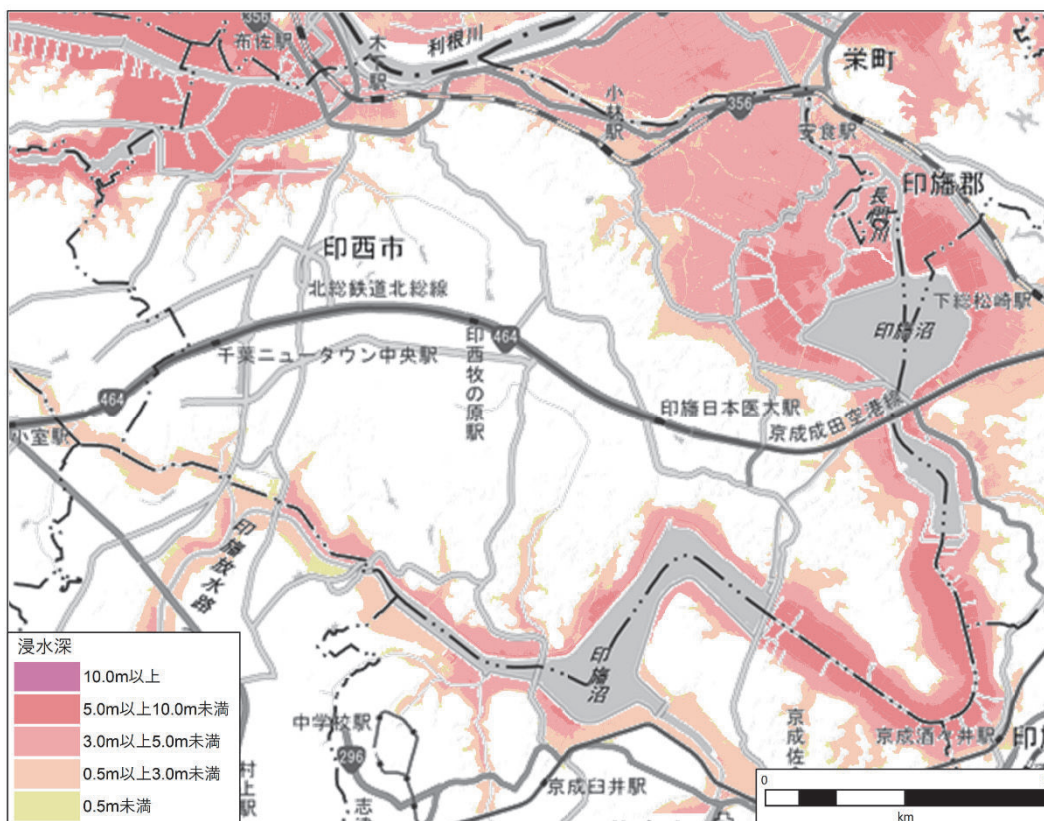 356
布佐駅
木下駅
利根川
栄町
小林駅
356
安食駅
印旛郡
長門川
印西市
北総鉄道北総線
下総松崎駅
印旛沼
464
千葉ニュータウン中央駅
印西牧の原駅
464
小室駅
印旛日本医大駅
京成成田空港線
印旛放水路
印旛沼
中学校駅
296
京成佐
京成酒々井駅
印
村上駅
志津
京成臼井駅
浸水深
10.0m以上
5.0m以上10.0m未満
3.0m以上5.0m未満
0.5m以上3.0m未満
0.5m未満
0
km